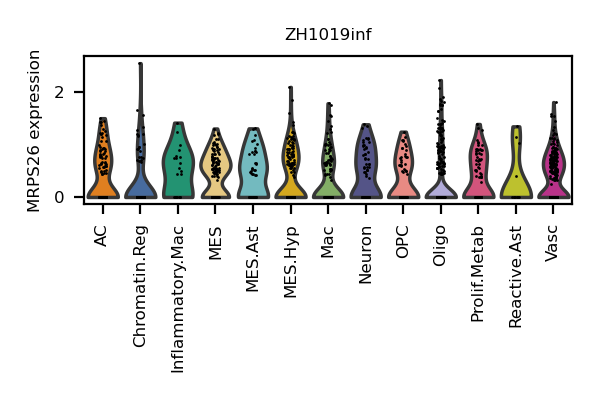 ZH1019inf
MRPS26 expression
2
0
AC
Chromatin.Reg
Inflammatory.Mac
MES
MES.Ast
MES.Hyp
Mac
Neuron
OPC
Oligo
Prolif.Metab
Reactive.Ast
Vasc